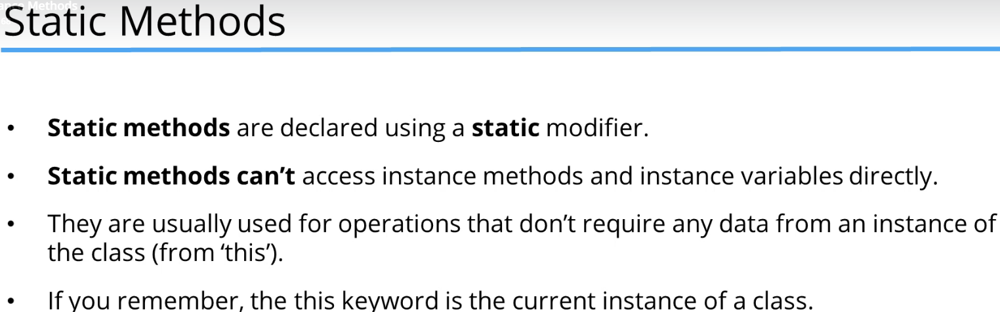 Static Methods
• Static methods are declared using a static modifier.
• Static methods can’t access instance methods and instance variables directly.
• They are usually used for operations that don’t require any data from an instance of
the class (from ‘this’).
• If you remember, the this keyword is the current instance of a class.